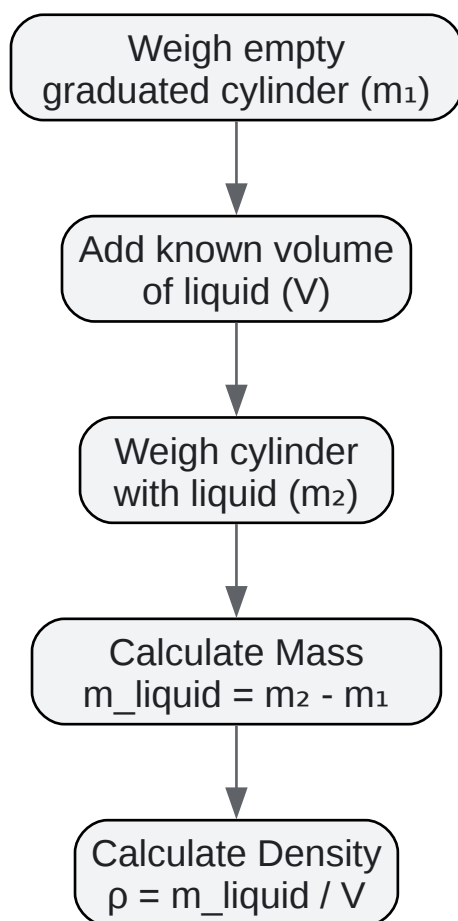 Weigh empty
graduated cylinder (m₁)
Add known volume
of liquid (V)
Weigh cylinder
with liquid (m₂)
Calculate Mass
m_liquid = m₂ - m₁
Calculate Density
ρ = m_liquid / V